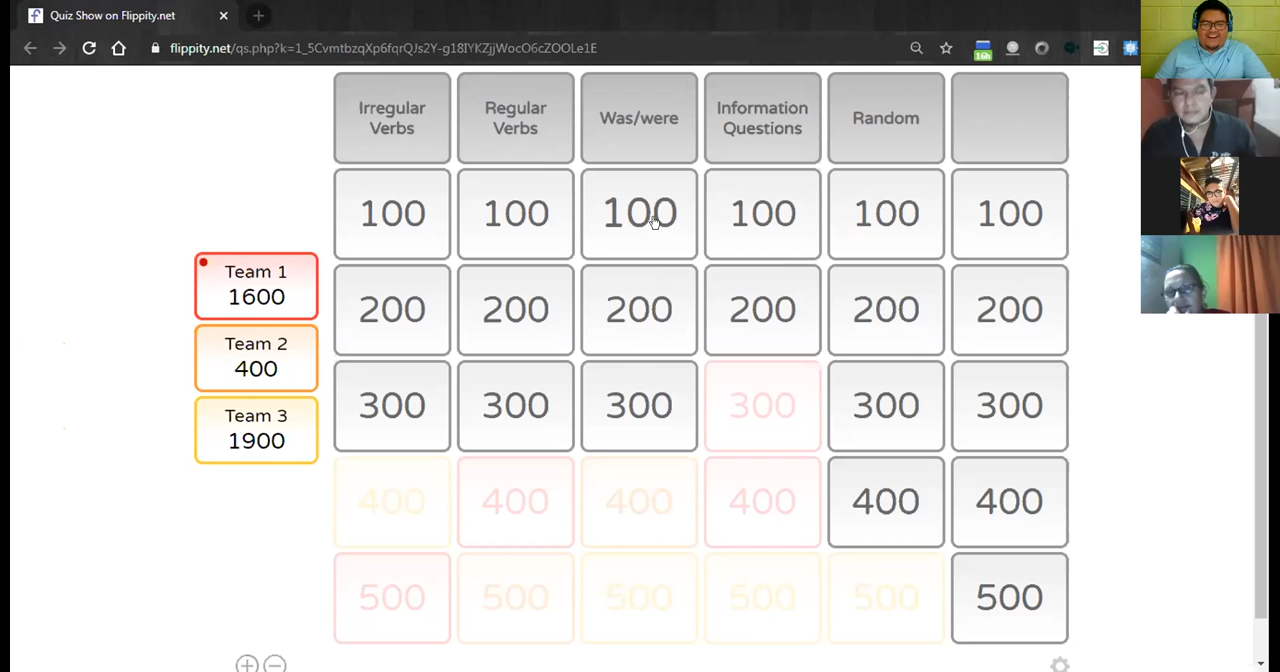 Quiz Show on Flippity.net
flippity.net/qs.php?k=1_5CvmtbzqXp6fqrQJs2Y-g18IYKZjjWocO6cZOOLe1E
16h
Irregular Verbs
Regular Verbs
Was/were
Information Questions
Random
100 100 100 100 100 100
Team 1
1600
200 200 200 200 200 200
Team 2
400
300 300 300 300 300 300
Team 3
1900
400 400 400 400 400 400
500 500 500 500 500 500